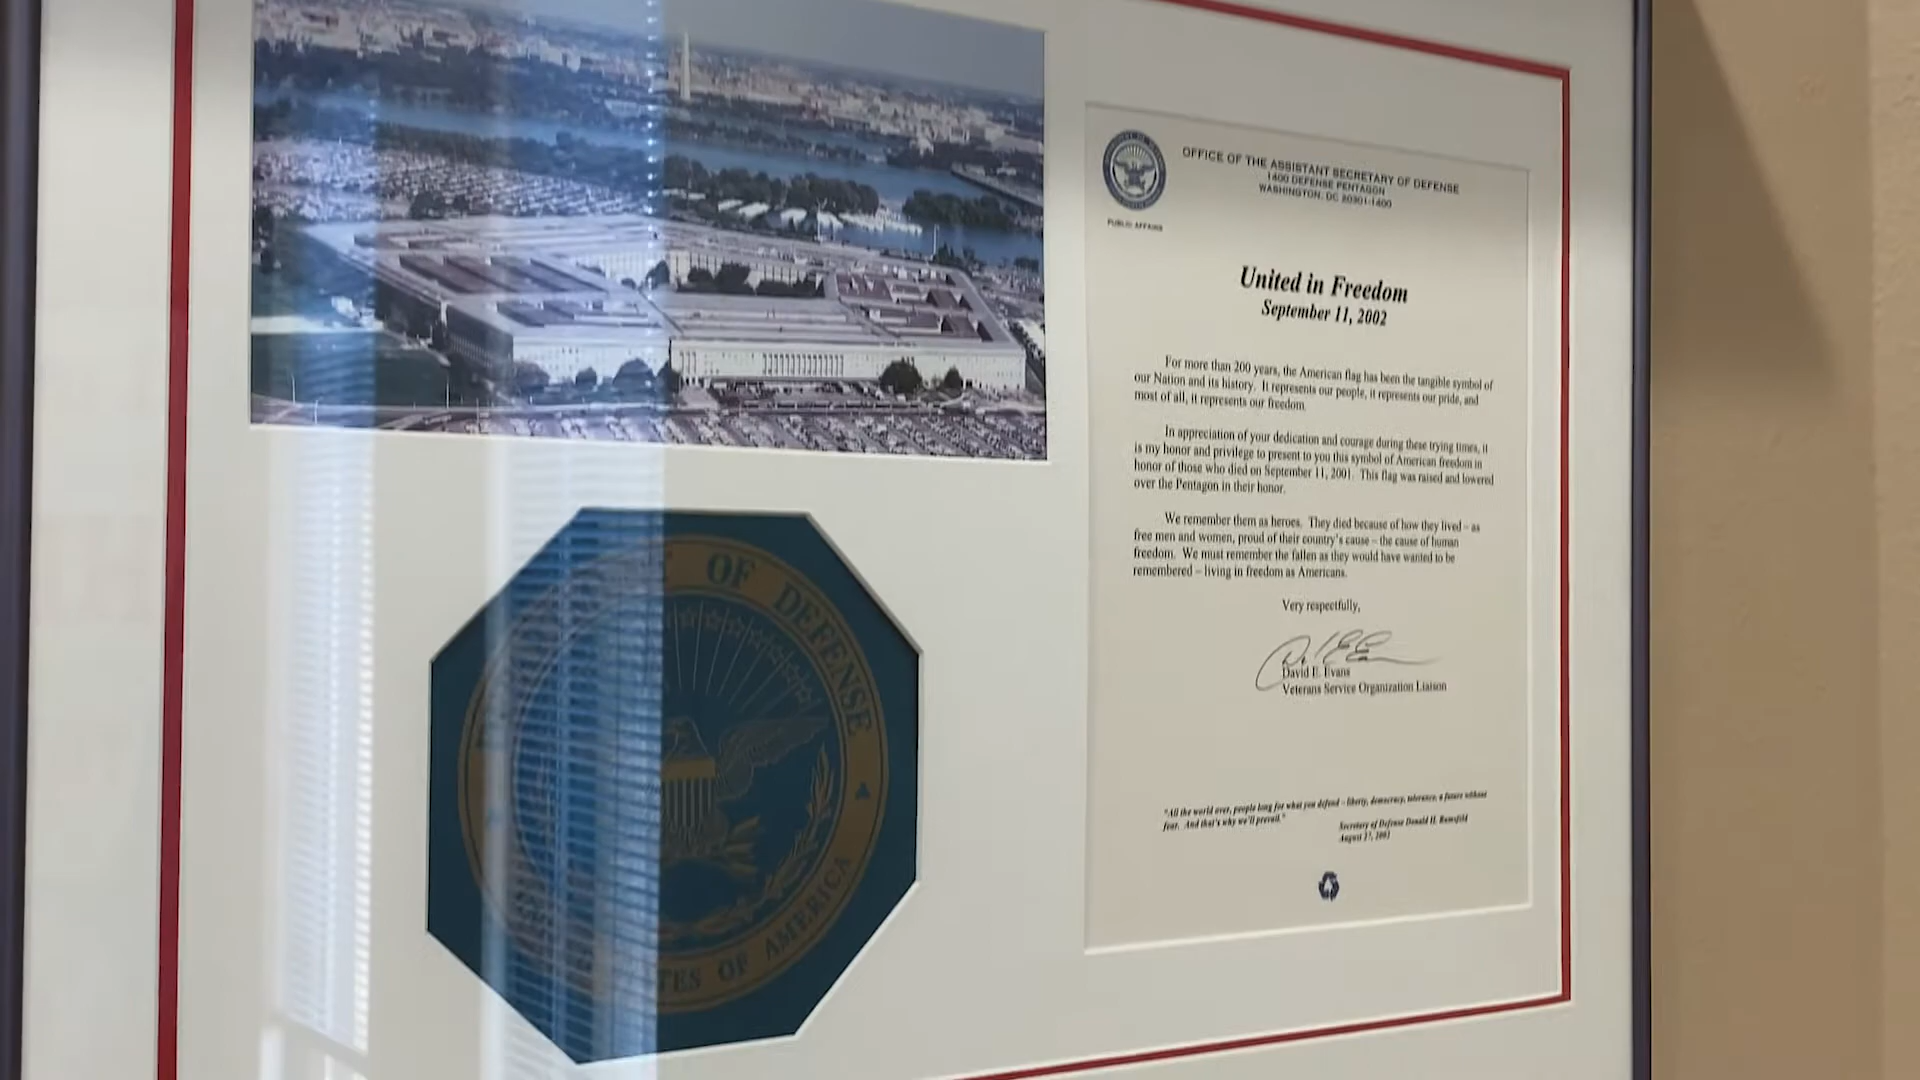 OFFICE OF THE ASSISTANT SECRETARY OF DEFENSE
1400 DEFENSE PENTAGON
WASHINGTON, DC 20301-1400
PUBLIC AFFAIRS
United in Freedom
September 11, 2002
For more than 200 years, the American flag has been the tangible symbol of
our Nation and its history. It represents our people, it represents our pride, and
most of all, it represents our freedom.
In appreciation of your dedication and courage during these trying times, it
is my honor and privilege to present to you this symbol of American freedom in
honor of those who died on September 11, 2001. This flag was raised and lowered
over the Pentagon in their honor.
We remember them as heroes. They died because of how they lived – as
free men and women, proud of their country's cause – the cause of human
freedom. We must remember the fallen as they would have wanted to be
remembered – living in freedom as Americans.
Very respectfully,
David E. Evans
Veterans Service Organization Liaison
"All the world over, people long for what you defend – liberty, democracy, tolerance, a future without
fear. And that's why we'll prevail."
Secretary of Defense Donald H. Rumsfeld
August 27, 2002
OF DEFENSE
OF AMERICA